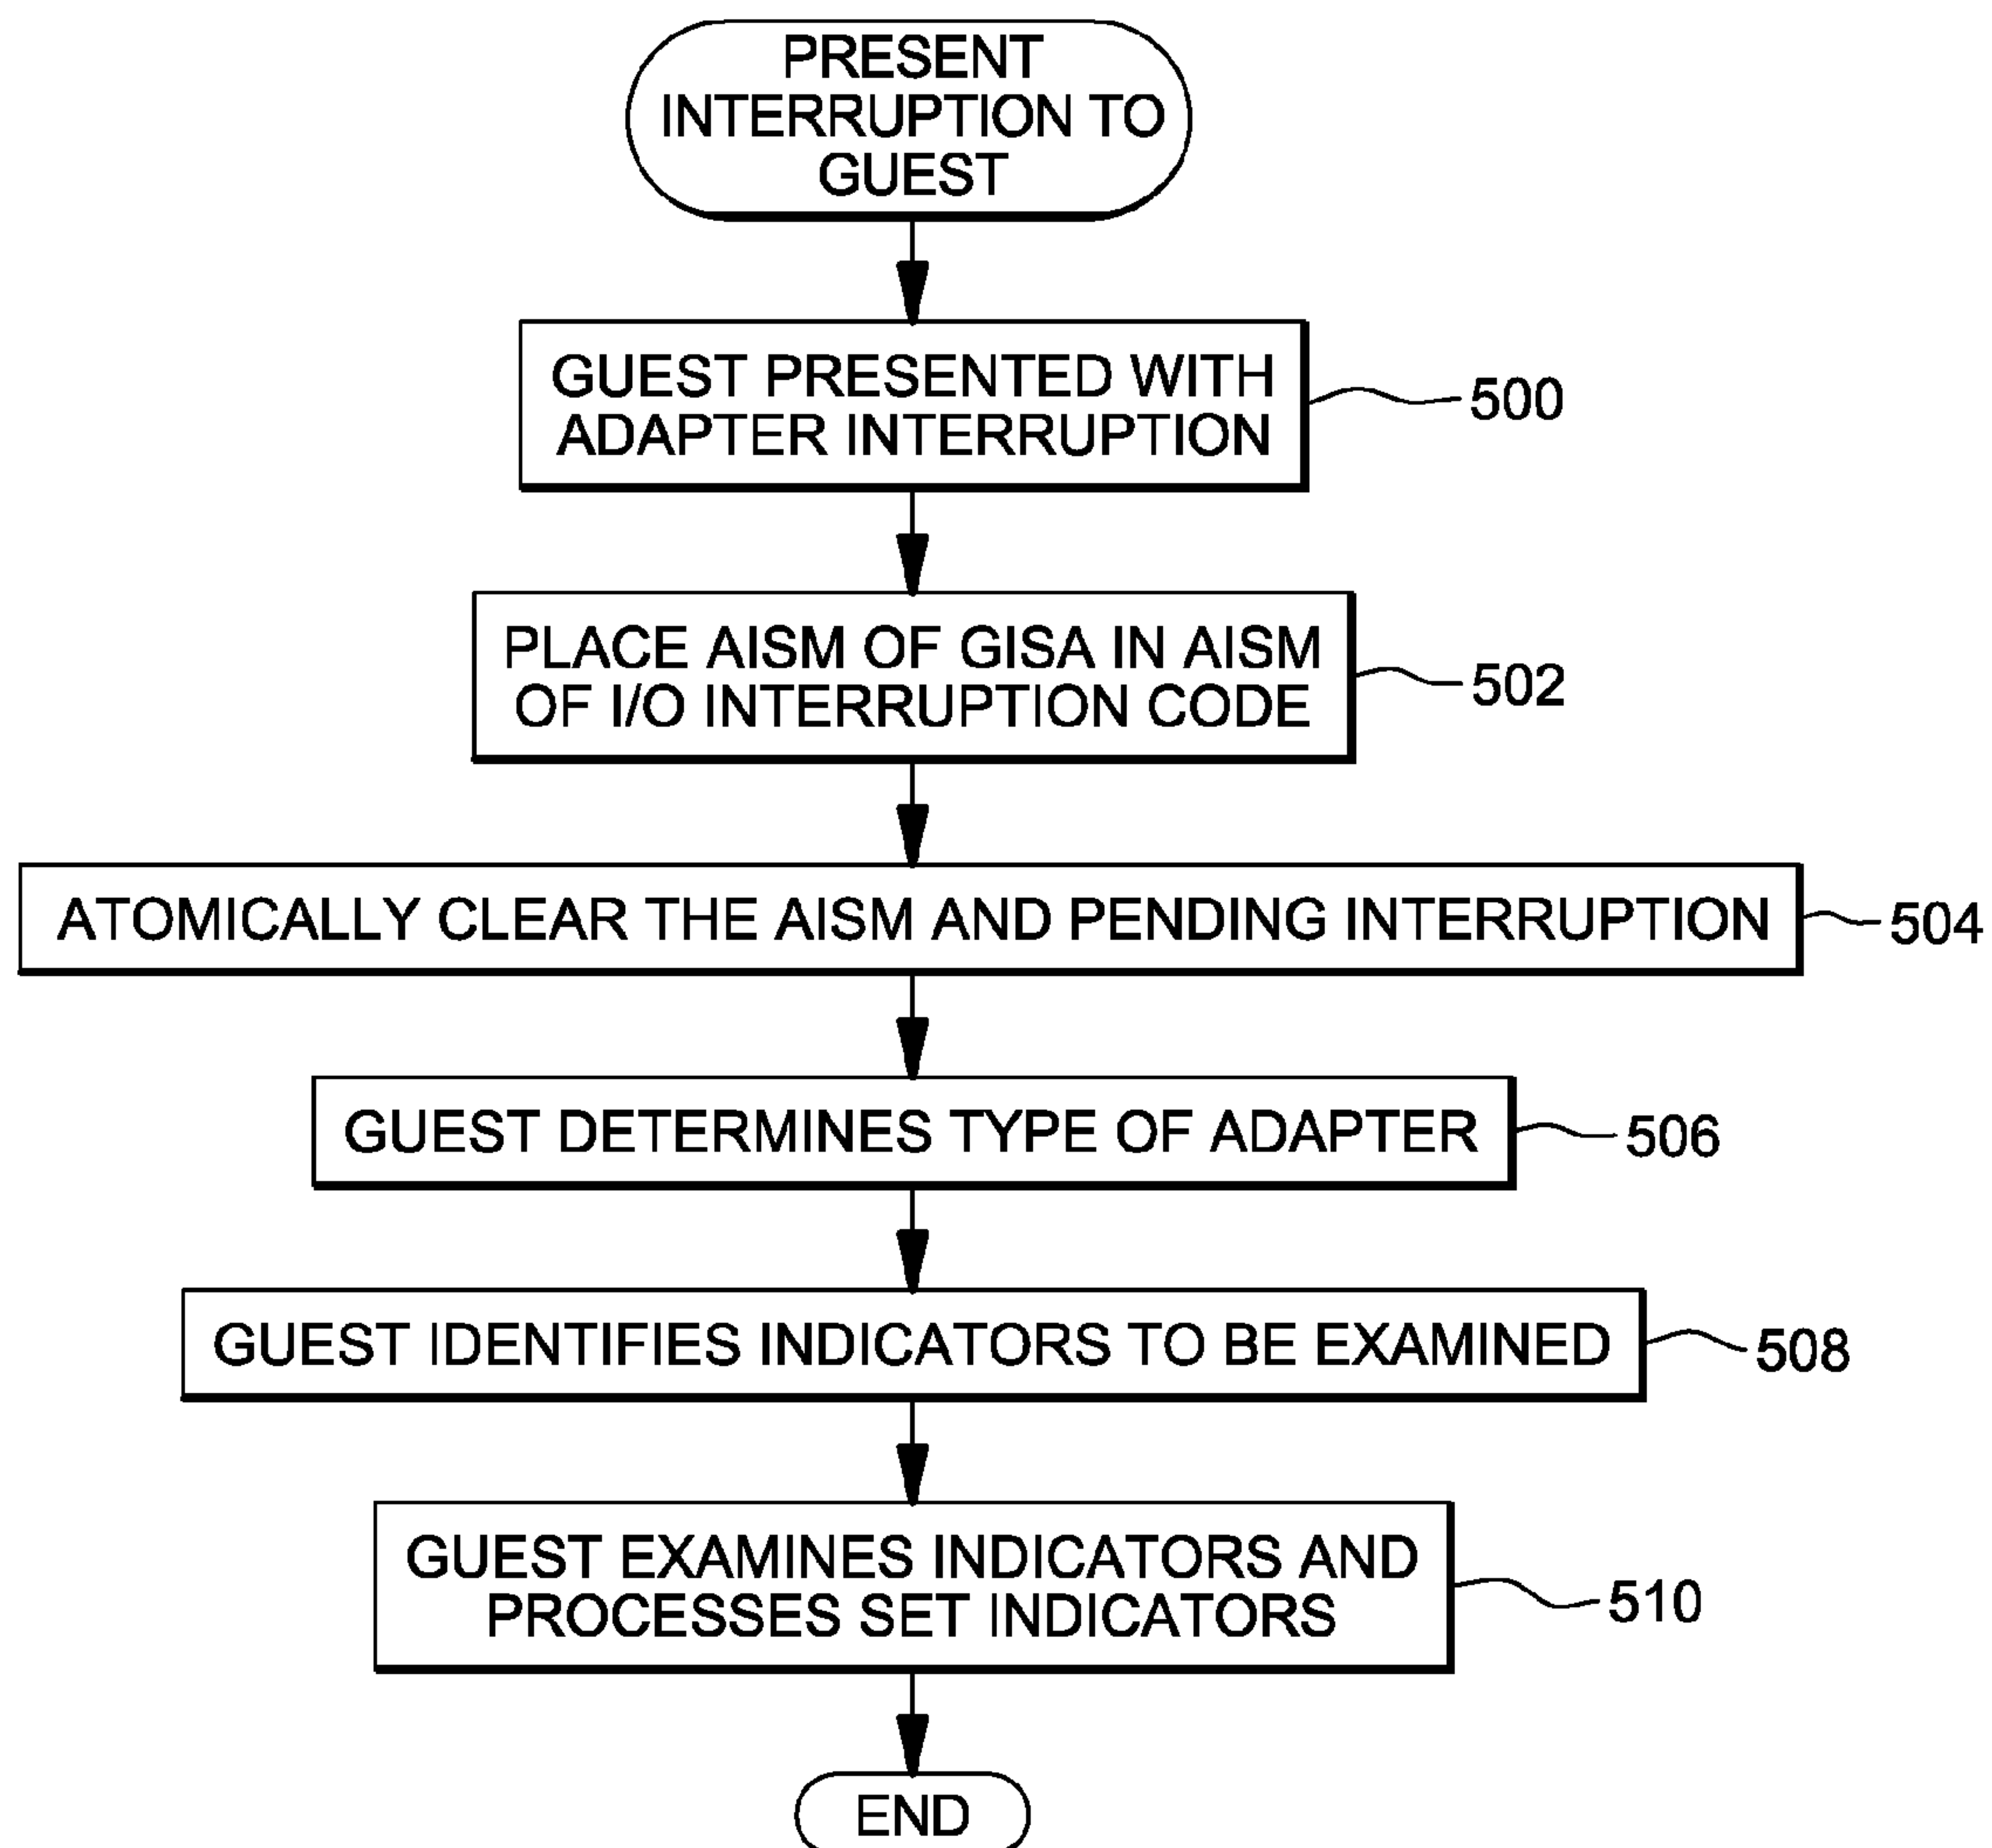 PRESENT
INTERRUPTION TO
GUEST
GUEST PRESENTED WITH
ADAPTER INTERRUPTION
500
PLACE AISM OF GISA IN AISM
OF I/O INTERRUPTION CODE
502
ATOMICALLY CLEAR THE AISM AND PENDING INTERRUPTION
504
GUEST DETERMINES TYPE OF ADAPTER
506
GUEST IDENTIFIES INDICATORS TO BE EXAMINED
508
GUEST EXAMINES INDICATORS AND
PROCESSES SET INDICATORS
510
END